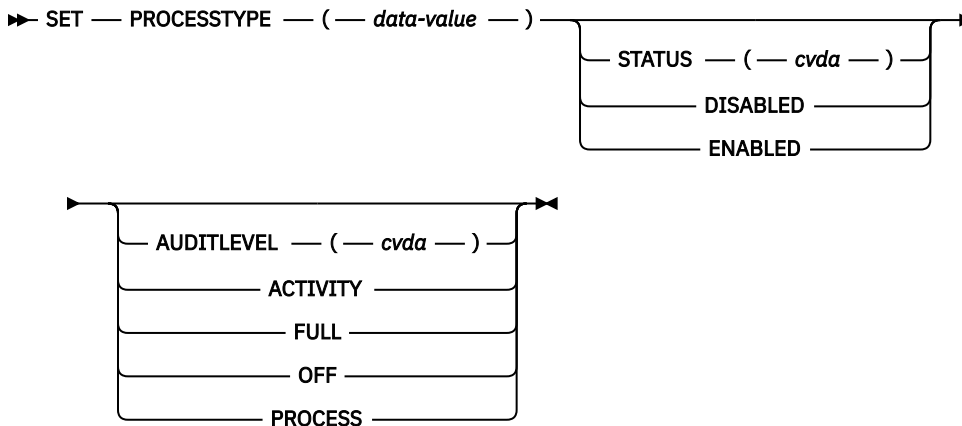 SET PROCESSTYPE ( data-value )
STATUS ( cvda )
DISABLED
ENABLED
AUDITLEVEL ( cvda )
ACTIVITY
FULL
OFF
PROCESS